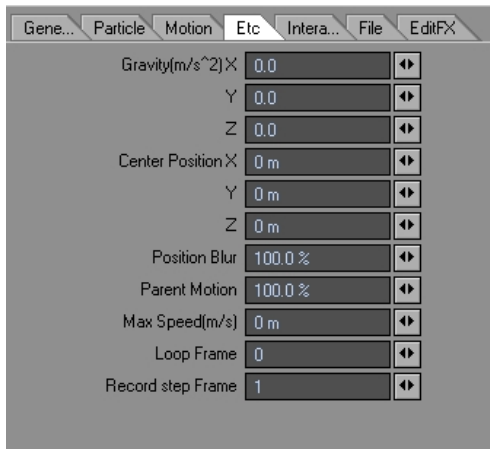 Gene... Particle Motion Etc Intera... File EditFX
Gravity(m/s^2) X 0.0
Y 0.0
Z 0.0
Center Position X 0 m
Y 0 m
Z 0 m
Position Blur 100.0 %
Parent Motion 100.0 %
Max Speed(m/s) 0 m
Loop Frame 0
Record step Frame 1